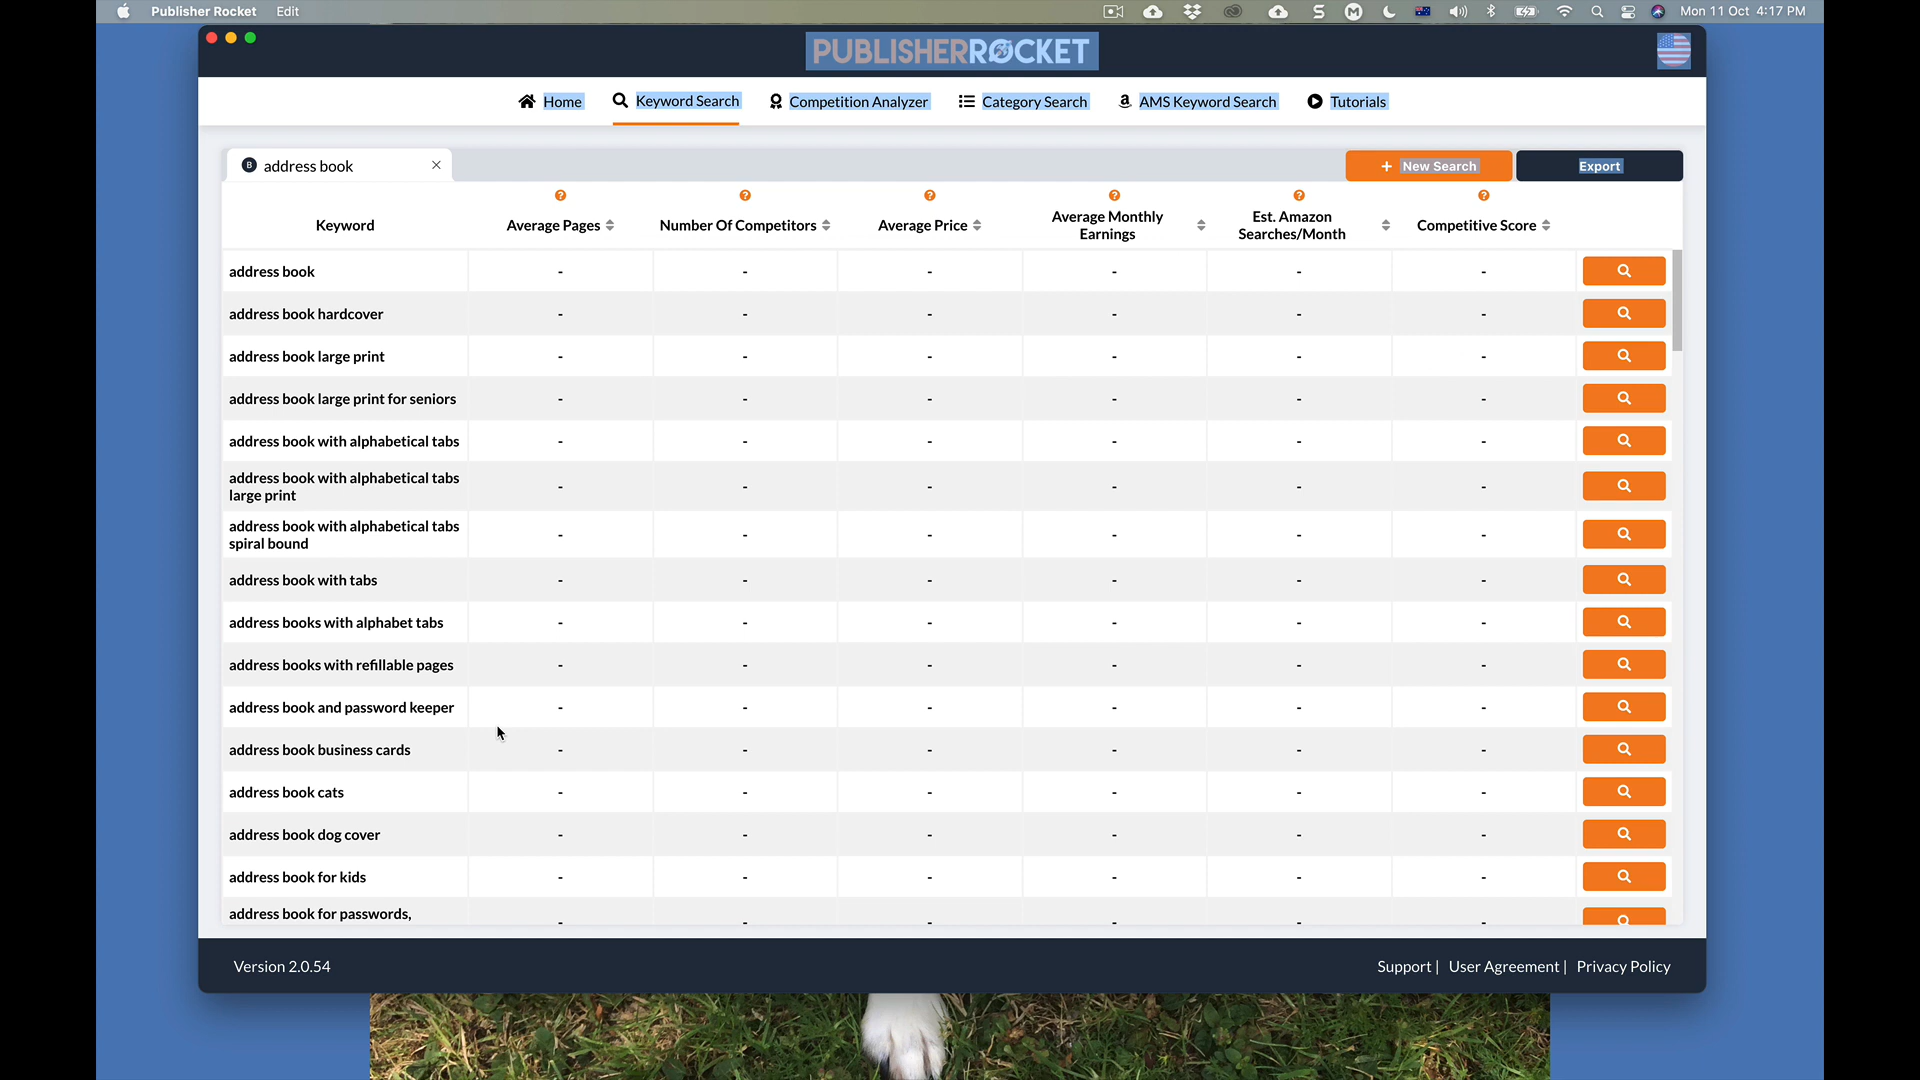 Publisher Rocket Edit
Mon 11 Oct 4:17 PM
PUBLISHERROCKET
Home Keyword Search Competition Analyzer Category Search AMS Keyword Search Tutorials
B address book
+ New Search Export
? ? ? ? ? ?
Keyword Average Pages Number Of Competitors Average Price Average Monthly Earnings Est. Amazon Searches/Month Competitive Score
address book - - - - - -
address book hardcover - - - - - -
address book large print - - - - - -
address book large print for seniors - - - - - -
address book with alphabetical tabs - - - - - -
address book with alphabetical tabs
large print - - - - - -
address book with alphabetical tabs
spiral bound - - - - - -
address book with tabs - - - - - -
address books with alphabet tabs - - - - - -
address books with refillable pages - - - - - -
address book and password keeper - - - - - -
address book business cards - - - - - -
address book cats - - - - - -
address book dog cover - - - - - -
address book for kids - - - - - -
address book for passwords, - - - - - -
Version 2.0.54
Support | User Agreement | Privacy Policy